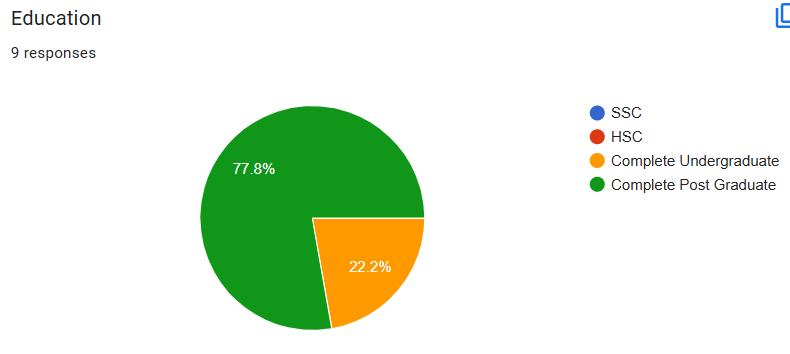 Education
9 responses
SSC
HSC
Complete Undergraduate
Complete Post Graduate
77.8%
22.2%